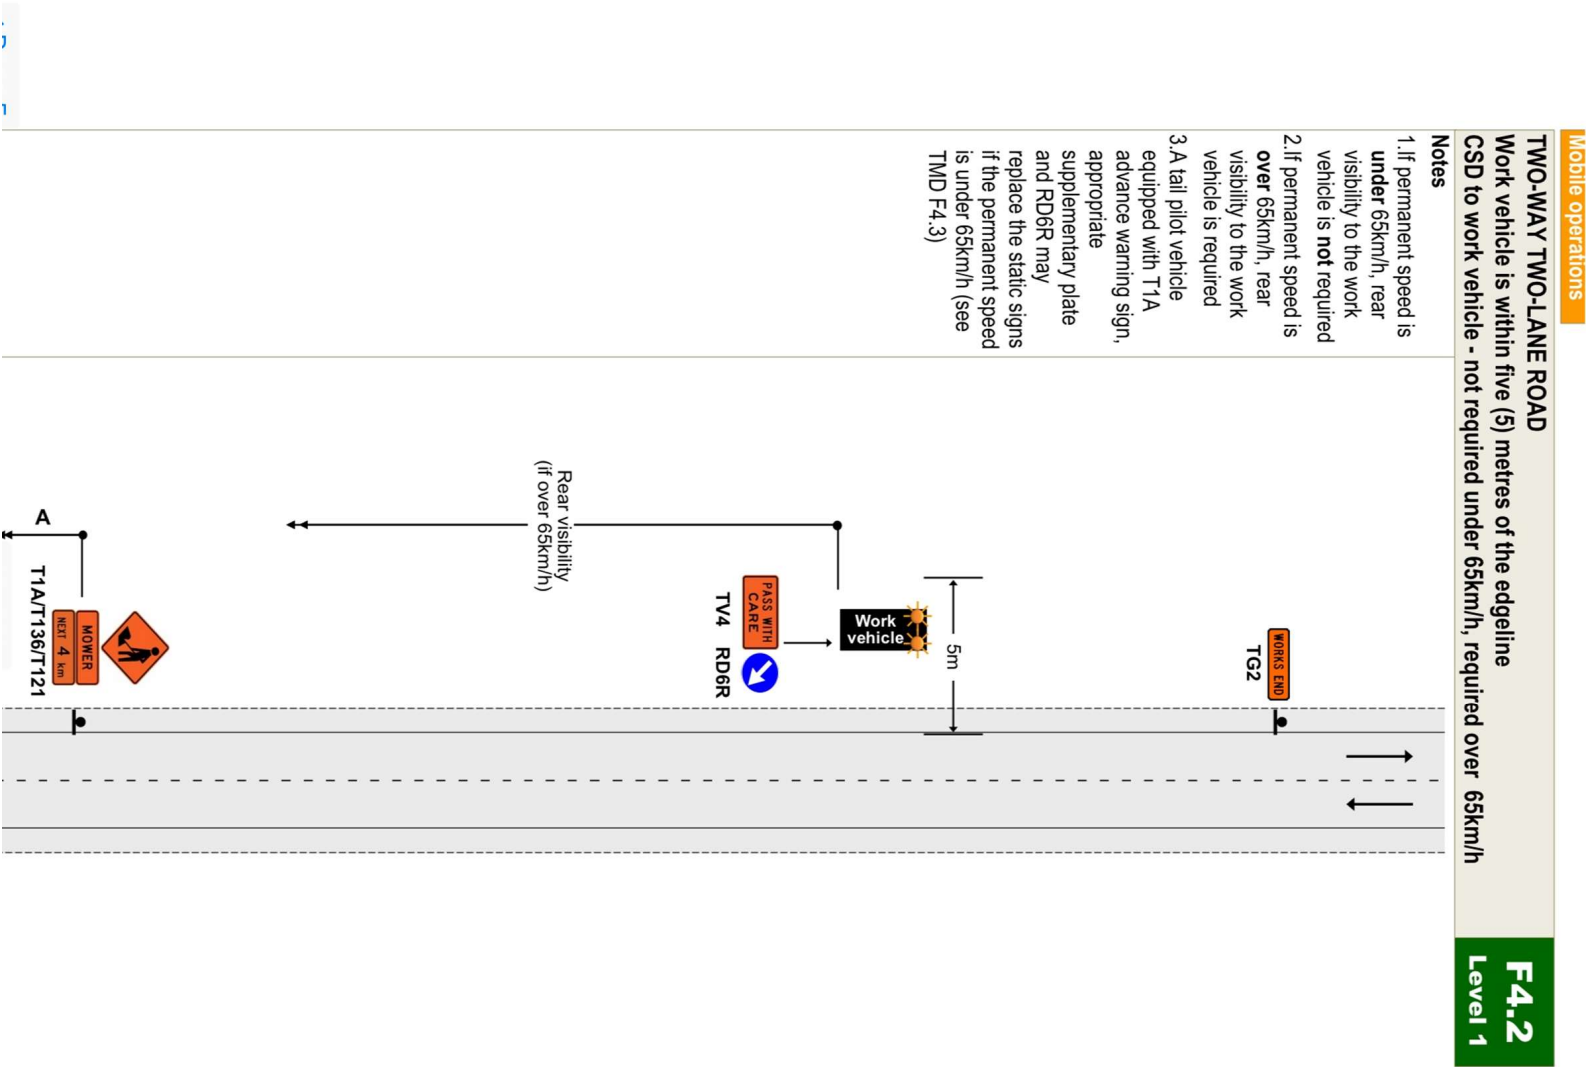 Mobile operations
TWO-WAY TWO-LANE ROAD
Work vehicle is within five (5) metres of the edgeline
CSD to work vehicle - not required under 65km/h, required over 65km/h
F4.2
Level 1
Notes
1.If permanent speed is
under 65km/h, rear
visibility to the work
vehicle is not required
2.If permanent speed is
over 65km/h, rear
visibility to the work
vehicle is required
3.A tail pilot vehicle
equipped with T1A
advance warning sign,
appropriate
supplementary plate
and RD6R may
replace the static signs
if the permanent speed
is under 65km/h (see
TMD F4.3)
WORKS END
TG2
5m
Work
vehicle
PASS WITH
CARE
TV4 RD6R
Rear visibility
(if over 65km/h)
MOWER
NEXT 4 km
T1A/T136/T121
A